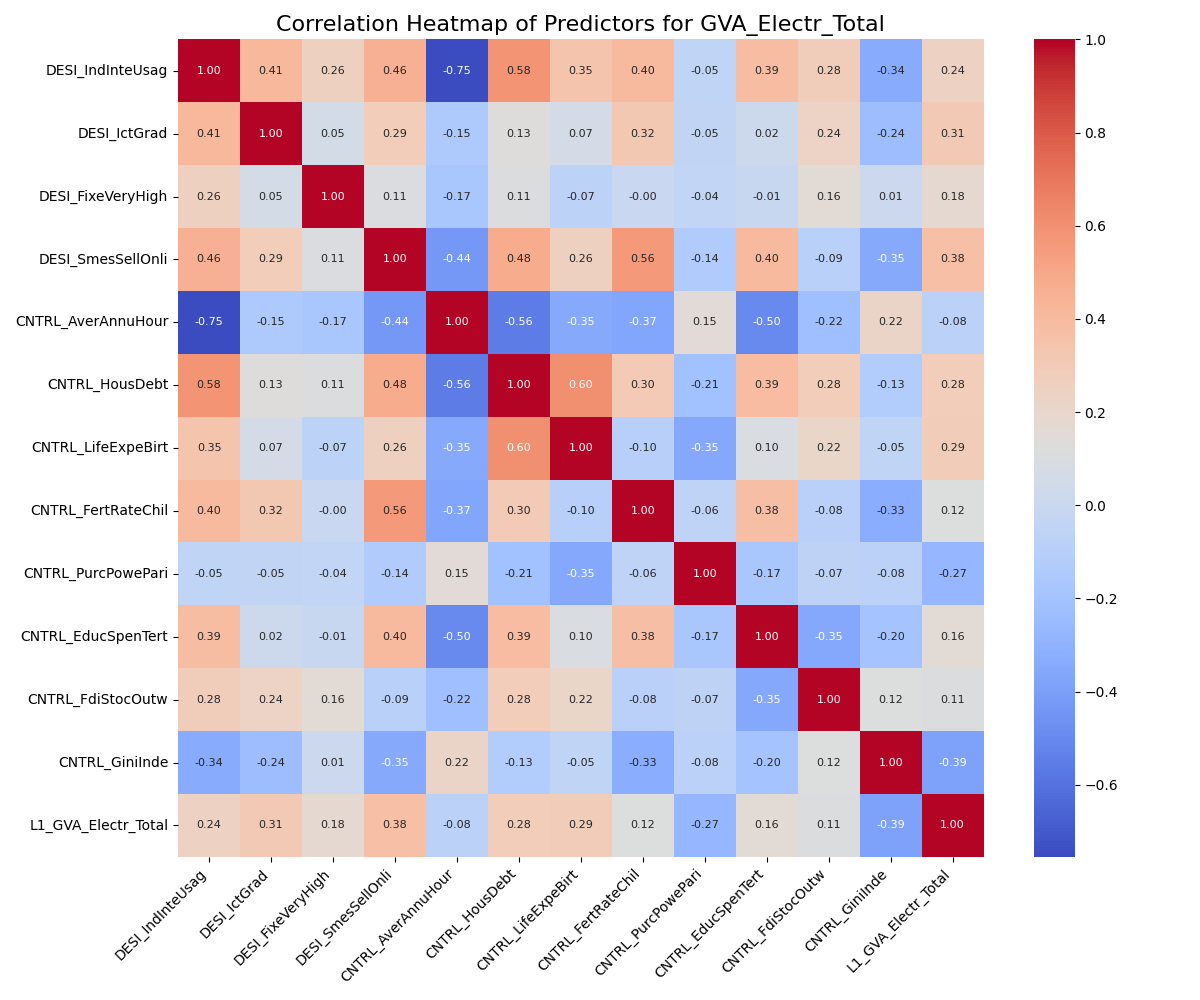 Correlation Heatmap of Predictors for GVA_Electr_Total
DESI_IndInteUsag 1.00 0.41 0.26 0.46 -0.75 0.58 0.35 0.40 -0.05 0.39 0.28 -0.34 0.24
DESI_IctGrad 0.41 1.00 0.05 0.29 -0.15 0.13 0.07 0.32 -0.05 0.02 0.24 -0.24 0.31
DESI_FixeVeryHigh 0.26 0.05 1.00 0.11 -0.17 0.11 -0.07 -0.00 -0.04 -0.01 0.16 0.01 0.18
DESI_SmesSellOnli 0.46 0.29 0.11 1.00 -0.44 0.48 0.26 0.56 -0.14 0.40 -0.09 -0.35 0.38
CNTRL_AverAnnuHour -0.75 -0.15 -0.17 -0.44 1.00 -0.56 -0.35 -0.37 0.15 -0.50 -0.22 0.22 -0.08
CNTRL_HousDebt 0.58 0.13 0.11 0.48 -0.56 1.00 0.60 0.30 -0.21 0.39 0.28 -0.13 0.28
CNTRL_LifeExpeBirt 0.35 0.07 -0.07 0.26 -0.35 0.60 1.00 -0.10 -0.35 0.10 0.22 -0.05 0.29
CNTRL_FertRateChil 0.40 0.32 -0.00 0.56 -0.37 0.30 -0.10 1.00 -0.06 0.38 -0.08 -0.33 0.12
CNTRL_PurcPowePari -0.05 -0.05 -0.04 -0.14 0.15 -0.21 -0.35 -0.06 1.00 -0.17 -0.07 -0.08 -0.27
CNTRL_EducSpenTert 0.39 0.02 -0.01 0.40 -0.50 0.39 0.10 0.38 -0.17 1.00 -0.35 -0.20 0.16
CNTRL_FdiStocOutw 0.28 0.24 0.16 -0.09 -0.22 0.28 0.22 -0.08 -0.07 -0.35 1.00 0.12 0.11
CNTRL_GiniInde -0.34 -0.24 0.01 -0.35 0.22 -0.13 -0.05 -0.33 -0.08 -0.20 0.12 1.00 -0.39
L1_GVA_Electr_Total 0.24 0.31 0.18 0.38 -0.08 0.28 0.29 0.12 -0.27 0.16 0.11 -0.39 1.00
DESI_IndInteUsag
DESI_IctGrad
DESI_FixeVeryHigh
DESI_SmesSellOnli
CNTRL_AverAnnuHour
CNTRL_HousDebt
CNTRL_LifeExpeBirt
CNTRL_FertRateChil
CNTRL_PurcPowePari
CNTRL_EducSpenTert
CNTRL_FdiStocOutw
CNTRL_GiniInde
L1_GVA_Electr_Total
1.0
0.8
0.6
0.4
0.2
0.0
−0.2
−0.4
−0.6